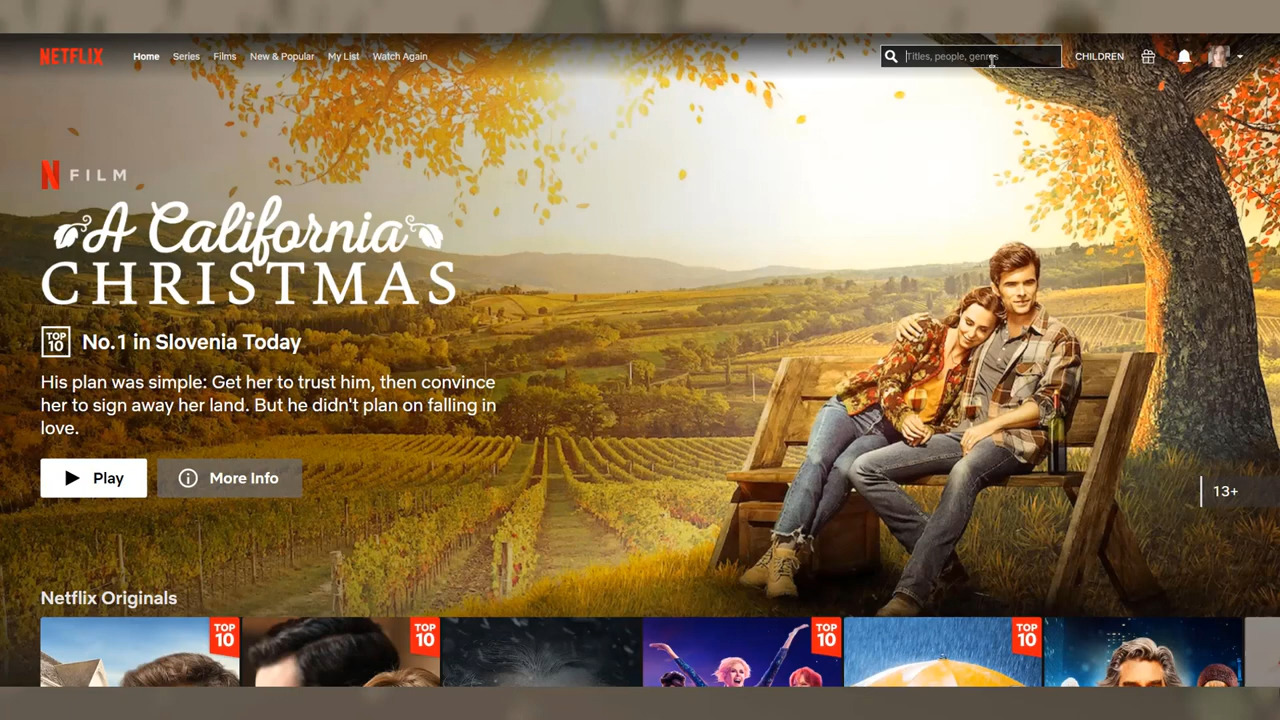 NETFLIX
Home Series Films New & Popular My List Watch Again
Titles, people, genres
CHILDREN
N FILM
A California
CHRISTMAS
TOP 10 No.1 in Slovenia Today
His plan was simple: Get her to trust him, then convince
her to sign away her land. But he didn't plan on falling in
love.
Play
More Info
13+
Netflix Originals
TOP 10
TOP 10
TOP 10
TOP 10